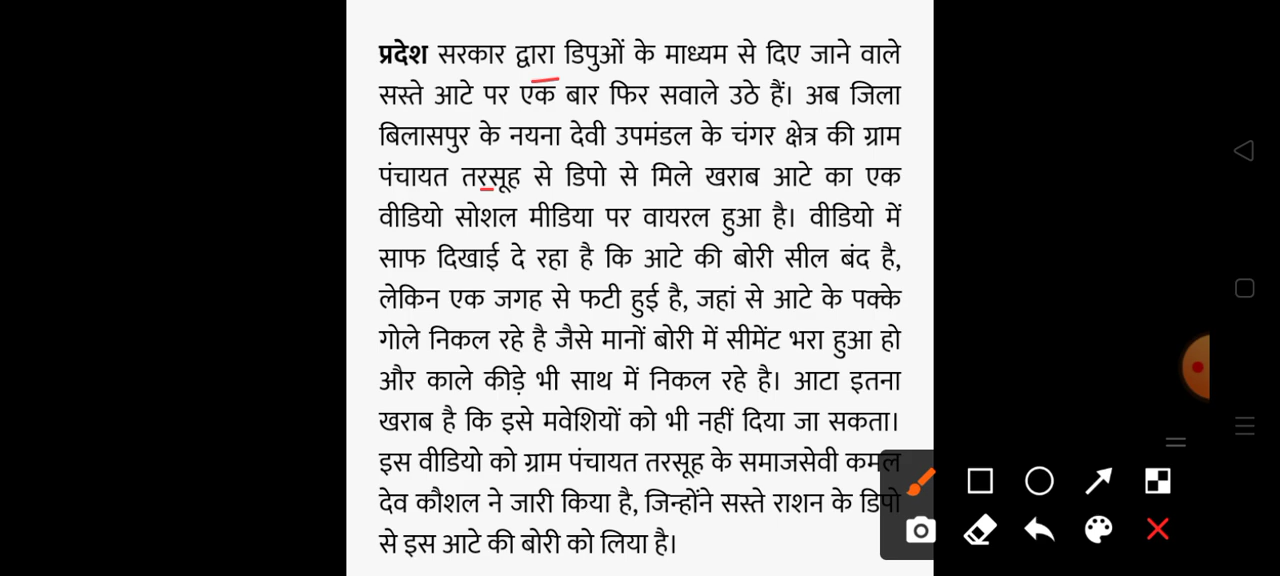 प्रदेश सरकार द्वारा डिपुओं के माध्यम से दिए जाने वाले
सस्ते आटे पर एक बार फिर सवाले उठे हैं। अब जिला
बिलासपुर के नयना देवी उपमंडल के चंगर क्षेत्र की ग्राम
पंचायत तरसूह से डिपो से मिले खराब आटे का एक
वीडियो सोशल मीडिया पर वायरल हुआ है। वीडियो में
साफ दिखाई दे रहा है कि आटे की बोरी सील बंद है,
लेकिन एक जगह से फटी हुई है, जहां से आटे के पक्के
गोले निकल रहे है जैसे मानों बोरी में सीमेंट भरा हुआ हो
और काले कीड़े भी साथ में निकल रहे है। आटा इतना
खराब है कि इसे मवेशियों को भी नहीं दिया जा सकता।
इस वीडियो को ग्राम पंचायत तरसूह के समाजसेवी कमल
देव कौशल ने जारी किया है, जिन्होंने सस्ते राशन के डिपो
से इस आटे की बोरी को लिया है।